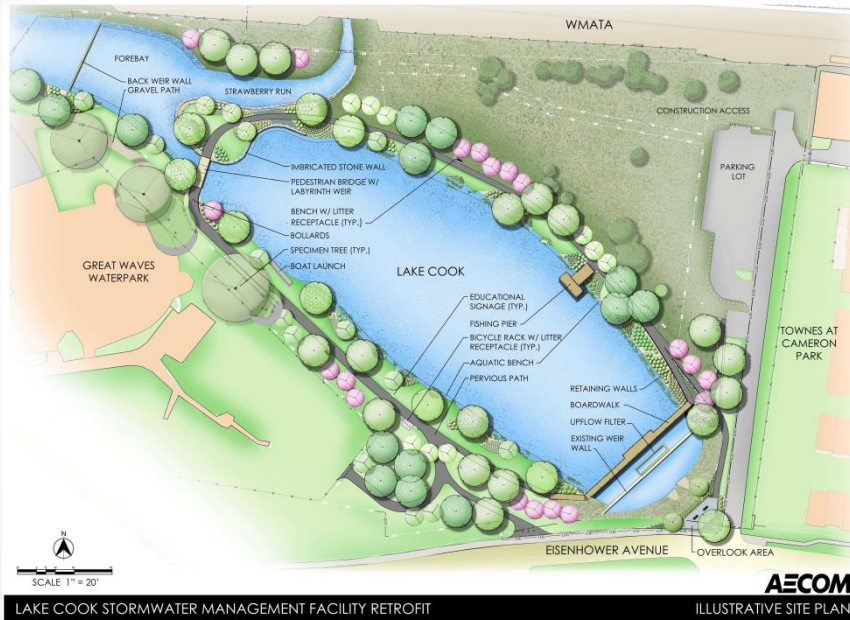 WMATA
FOREBAY
BACK WEIR WALL
GRAVEL PATH
STRAWBERRY RUN
CONSTRUCTION ACCESS
PARKING
LOT
IMBRICATED STONE WALL
PEDESTRIAN BRIDGE W/
LABYRINTH WEIR
BENCH W/ LITTER
RECEPTACLE (TYP.)
BOLLARDS
SPECIMEN TREE (TYP.)
BOAT LAUNCH
GREAT WAVES
WATERPARK
LAKE COOK
EDUCATIONAL
SIGNAGE (TYP.)
FISHING PIER
BICYCLE RACK W/ LITTER
RECEPTACLE (TYP.)
AQUATIC BENCH
PERVIOUS PATH
TOWNES AT
CAMERON
PARK
RETAINING WALLS
BOARDWALK
UPFLOW FILTER
EXISTING WEIR
WALL
EISENHOWER AVENUE
OVERLOOK AREA
N
SCALE 1" = 20'
AECOM
LAKE COOK STORMWATER MANAGEMENT FACILITY RETROFIT
ILLUSTRATIVE SITE PLAN